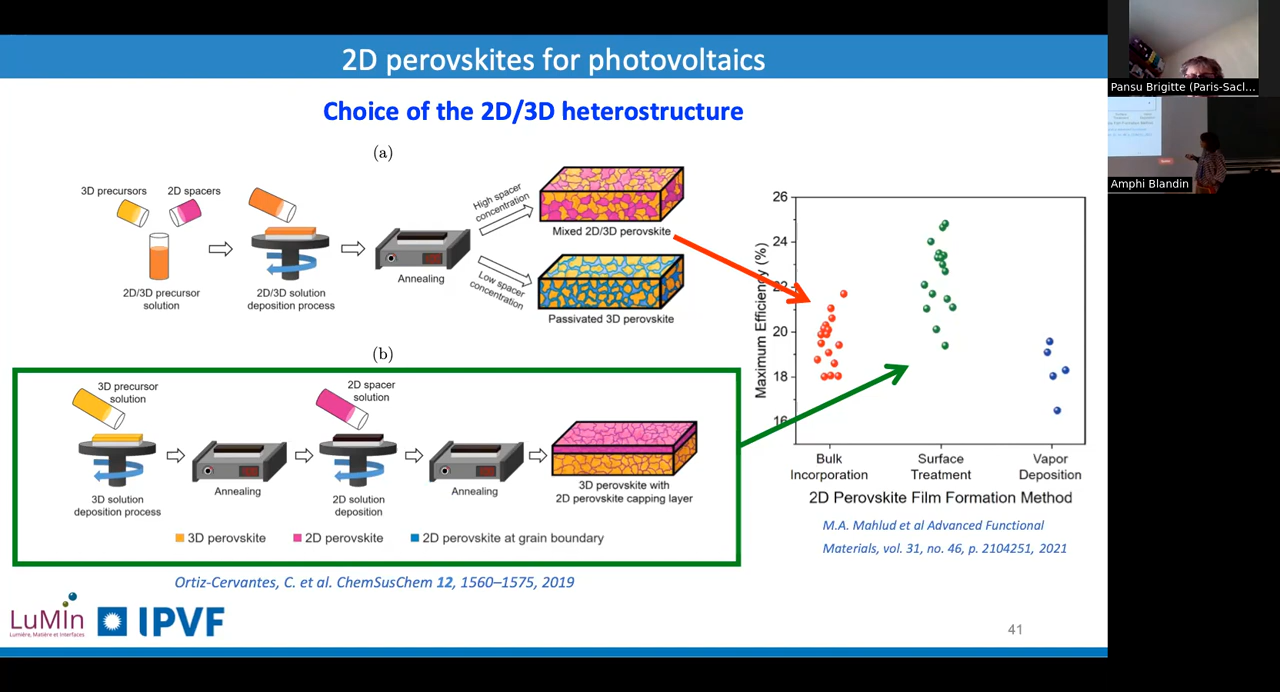 2D perovskites for photovoltaics
Choice of the 2D/3D heterostructure
(a)
3D precursors
2D spacers
2D/3D precursor
solution
2D/3D solution
deposition process
Annealing
High spacer
concentration
Low spacer
concentration
Mixed 2D/3D perovskite
Passivated 3D perovskite
(b)
3D precursor
solution
3D solution
deposition process
Annealing
2D spacer
solution
2D solution
deposition
Annealing
3D perovskite with
2D perovskite capping layer
3D perovskite
2D perovskite
2D perovskite at grain boundary
Ortiz-Cervantes, C. et al. ChemSusChem 12, 1560–1575, 2019
Maximum Efficiency (%)
26
24
22
20
18
16
Bulk
Incorporation
Surface
Treatment
Vapor
Deposition
2D Perovskite Film Formation Method
M.A. Mahlud et al Advanced Functional
Materials, vol. 31, no. 46, p. 2104251, 2021
LuMIn
Lumière, Matière et Interfaces
IPVF
41
Pansu Brigitte (Paris-Sacl...
Amphi Blandin